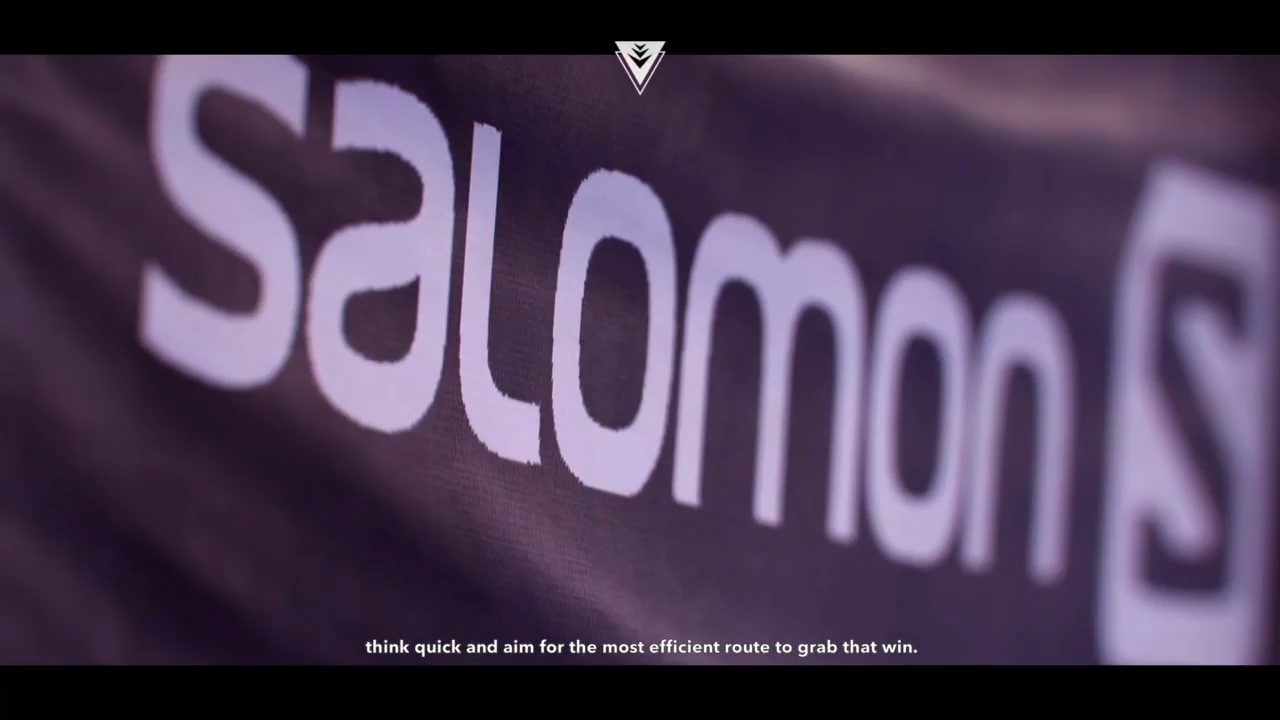 salomon S
think quick and aim for the most efficient route to grab that win.